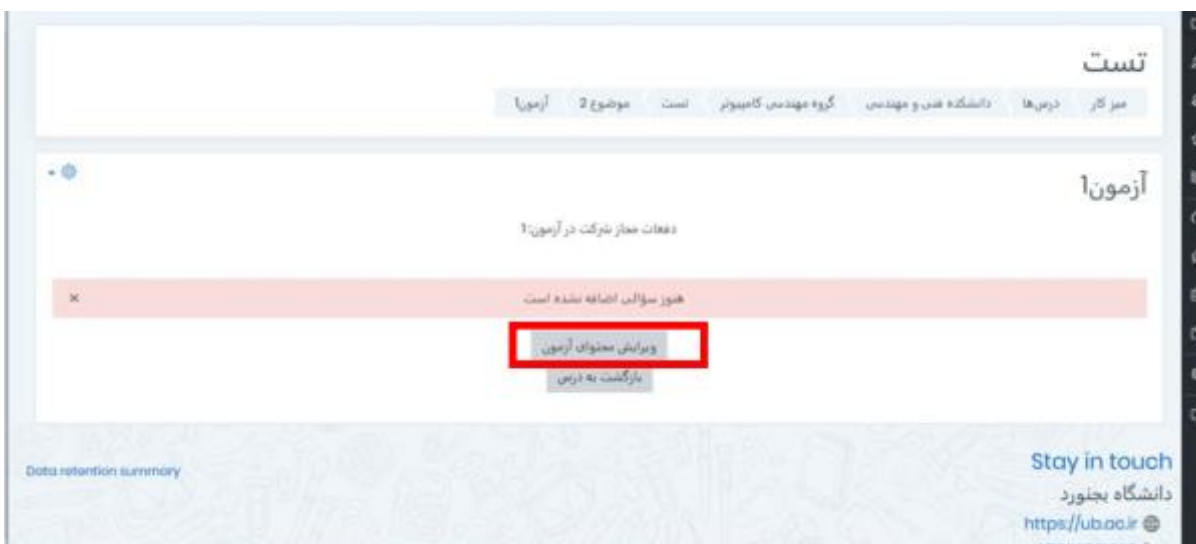 تست
میز کار درس‌ها دانشکده فنی و مهندسی گروه مهندسی کامپیوتر تست موضوع 2 آزمون1
آزمون1
دفعات مجاز شرکت در آزمون: 1
هنوز سؤالی اضافه نشده است ×
ویرایش محتوای آزمون
بازگشت به درس
Stay in touch
Data retention summary
دانشگاه بجنورد
https://ub.ac.ir